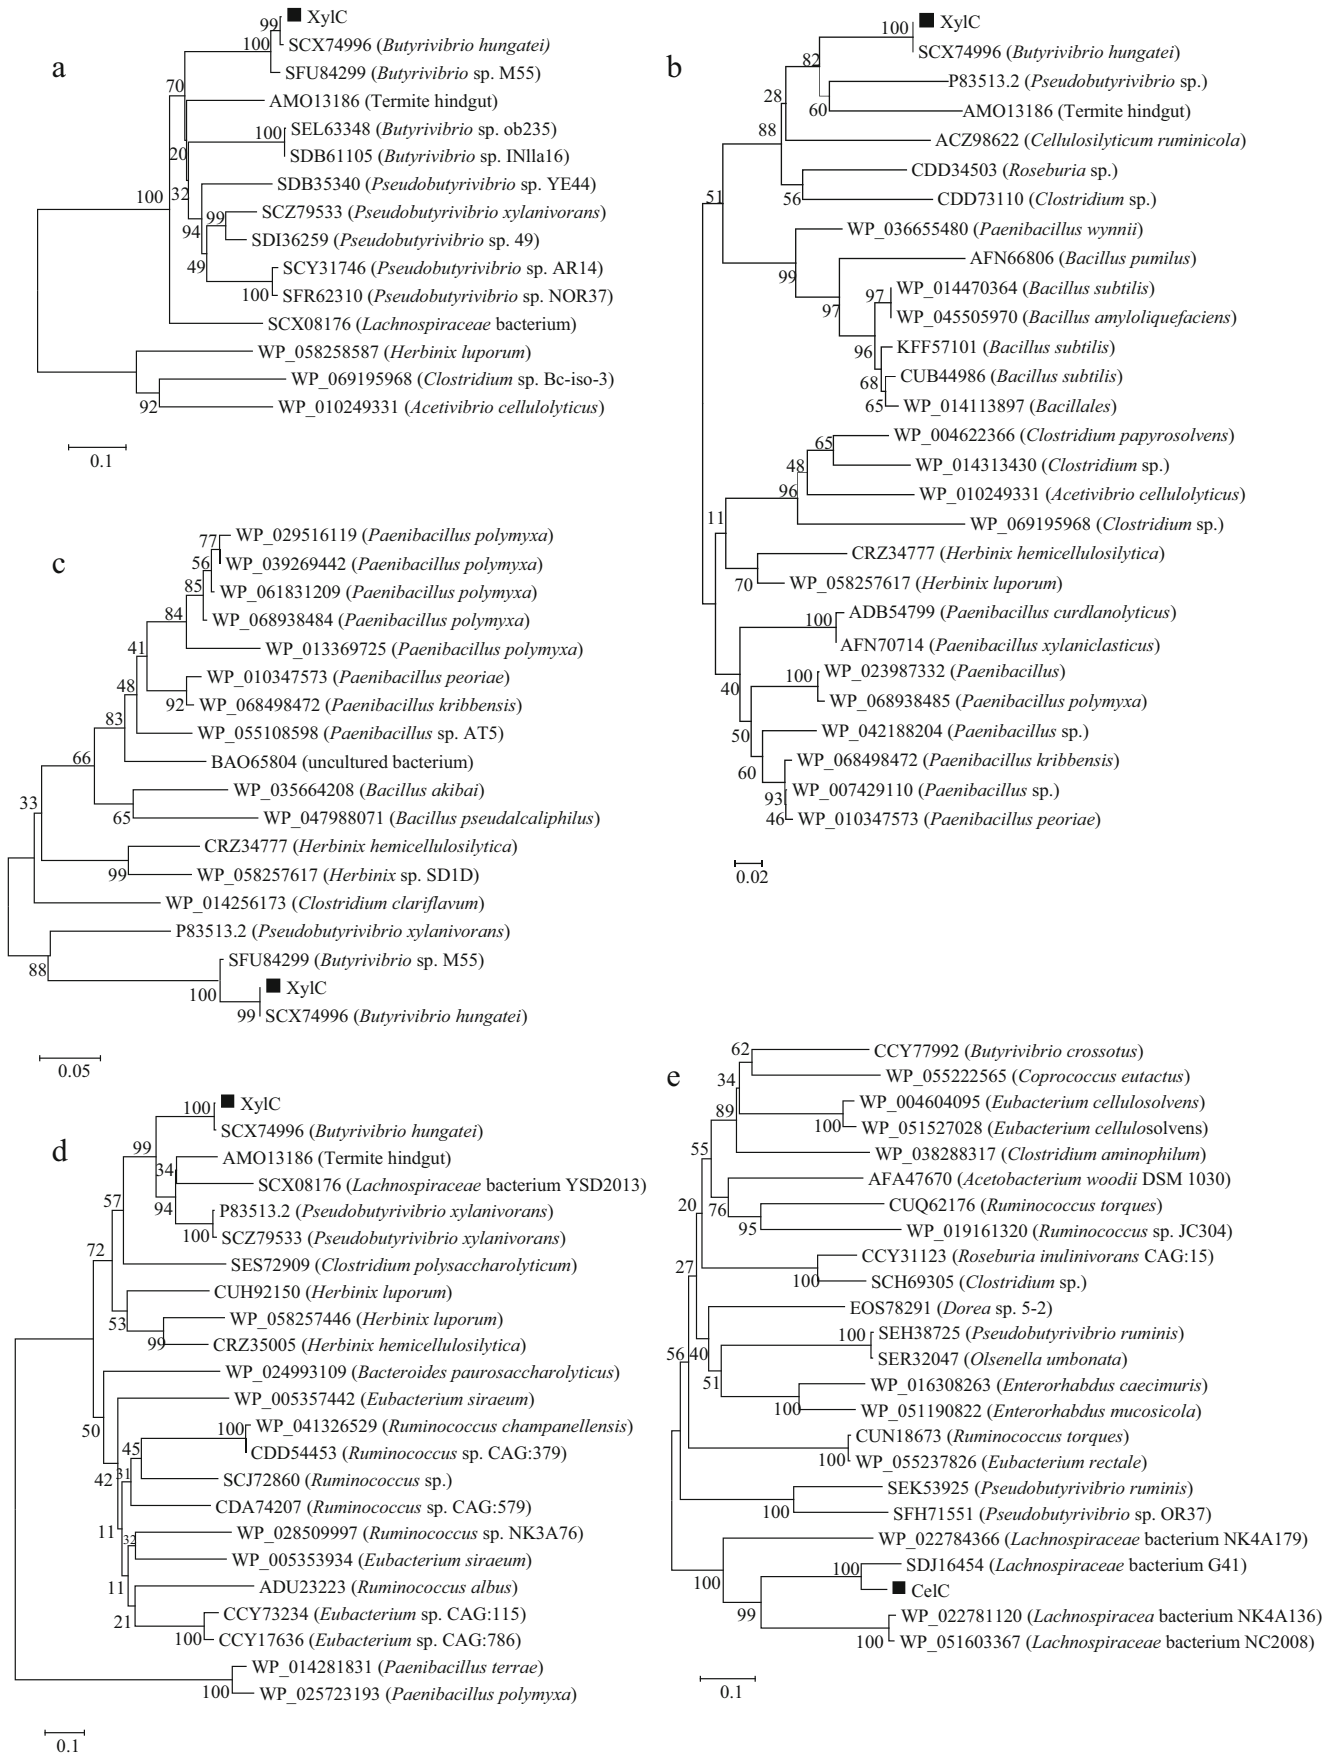 a
99
XylC
100
SCX74996 (Butyrivibrio hungatei)
SFU84299 (Butyrivibrio sp. M55)
70
AMO13186 (Termite hindgut)
100
SEL63348 (Butyrivibrio sp. ob235)
20
SDB61105 (Butyrivibrio sp. INlla16)
100
32
SDB35340 (Pseudobutyrivibrio sp. YE44)
99
SCZ79533 (Pseudobutyrivibrio xylanivorans)
94
SDI36259 (Pseudobutyrivibrio sp. 49)
49
SCY31746 (Pseudobutyrivibrio sp. AR14)
100
SFR62310 (Pseudobutyrivibrio sp. NOR37)
SCX08176 (Lachnospiraceae bacterium)
WP_058258587 (Herbinix luporum)
WP_069195968 (Clostridium sp. Bc-iso-3)
92
WP_010249331 (Acetivibrio cellulolyticus)
0.1
b
100
XylC
SCX74996 (Butyrivibrio hungatei)
82
P83513.2 (Pseudobutyrivibrio sp.)
28
60
AMO13186 (Termite hindgut)
88
ACZ98622 (Cellulosilyticum ruminicola)
CDD34503 (Roseburia sp.)
51
56
CDD73110 (Clostridium sp.)
WP_036655480 (Paenibacillus wynnii)
99
AFN66806 (Bacillus pumilus)
97
WP_014470364 (Bacillus subtilis)
97
WP_045505970 (Bacillus amyloliquefaciens)
96
KFF57101 (Bacillus subtilis)
68
CUB44986 (Bacillus subtilis)
65
WP_014113897 (Bacillales)
65
WP_004622366 (Clostridium papyrosolvens)
48
WP_014313430 (Clostridium sp.)
96
WP_010249331 (Acetivibrio cellulolyticus)
11
WP_069195968 (Clostridium sp.)
CRZ34777 (Herbinix hemicellulosilytica)
70
WP_058257617 (Herbinix luporum)
100
ADB54799 (Paenibacillus curdlanolyticus)
AFN70714 (Paenibacillus xylaniclasticus)
40
100
WP_023987332 (Paenibacillus)
WP_068938485 (Paenibacillus polymyxa)
50
WP_042188204 (Paenibacillus sp.)
60
WP_068498472 (Paenibacillus kribbensis)
93
WP_007429110 (Paenibacillus sp.)
46
WP_010347573 (Paenibacillus peoriae)
0.02
c
77
WP_029516119 (Paenibacillus polymyxa)
56
WP_039269442 (Paenibacillus polymyxa)
85
WP_061831209 (Paenibacillus polymyxa)
84
WP_068938484 (Paenibacillus polymyxa)
41
WP_013369725 (Paenibacillus polymyxa)
48
WP_010347573 (Paenibacillus peoriae)
92
WP_068498472 (Paenibacillus kribbensis)
83
WP_055108598 (Paenibacillus sp. AT5)
66
BAO65804 (uncultured bacterium)
WP_035664208 (Bacillus akibai)
33
65
WP_047988071 (Bacillus pseudalcaliphilus)
CRZ34777 (Herbinix hemicellulosilytica)
99
WP_058257617 (Herbinix sp. SD1D)
WP_014256173 (Clostridium clariflavum)
P83513.2 (Pseudobutyrivibrio xylanivorans)
88
SFU84299 (Butyrivibrio sp. M55)
100
XylC
99
SCX74996 (Butyrivibrio hungatei)
0.05
d
100
XylC
SCX74996 (Butyrivibrio hungatei)
99
AMO13186 (Termite hindgut)
34
SCX08176 (Lachnospiraceae bacterium YSD2013)
57
94
P83513.2 (Pseudobutyrivibrio xylanivorans)
100
SCZ79533 (Pseudobutyrivibrio xylanivorans)
72
SES72909 (Clostridium polysaccharolyticum)
CUH92150 (Herbinix luporum)
53
WP_058257446 (Herbinix luporum)
99
CRZ35005 (Herbinix hemicellulosilytica)
WP_024993109 (Bacteroides paurosaccharolyticus)
WP_005357442 (Eubacterium siraeum)
50
100
WP_041326529 (Ruminococcus champanellensis)
45
CDD54453 (Ruminococcus sp. CAG:379)
42
31
SCJ72860 (Ruminococcus sp.)
CDA74207 (Ruminococcus sp. CAG:579)
11
32
WP_028509997 (Ruminococcus sp. NK3A76)
WP_005353934 (Eubacterium siraeum)
11
ADU23223 (Ruminococcus albus)
21
CCY73234 (Eubacterium sp. CAG:115)
100
CCY17636 (Eubacterium sp. CAG:786)
WP_014281831 (Paenibacillus terrae)
100
WP_025723193 (Paenibacillus polymyxa)
0.1
e
62
CCY77992 (Butyrivibrio crossotus)
34
WP_055222565 (Coprococcus eutactus)
89
WP_004604095 (Eubacterium cellulosolvens)
100
WP_051527028 (Eubacterium cellulosolvens)
55
WP_038288317 (Clostridium aminophilum)
AFA47670 (Acetobacterium woodii DSM 1030)
20
76
CUQ62176 (Ruminococcus torques)
95
WP_019161320 (Ruminococcus sp. JC304)
27
CCY31123 (Roseburia inulinivorans CAG:15)
100
SCH69305 (Clostridium sp.)
EOS78291 (Dorea sp. 5-2)
56
40
100
SEH38725 (Pseudobutyrivibrio ruminis)
SER32047 (Olsenella umbonata)
51
WP_016308263 (Enterorhabdus caecimuris)
100
WP_051190822 (Enterorhabdus mucosicola)
CUN18673 (Ruminococcus torques)
100
WP_055237826 (Eubacterium rectale)
SEK53925 (Pseudobutyrivibrio ruminis)
100
SFH71551 (Pseudobutyrivibrio sp. OR37)
WP_022784366 (Lachnospiraceae bacterium NK4A179)
100
100
SDJ16454 (Lachnospiraceae bacterium G41)
CelC
99
WP_022781120 (Lachnospiracea bacterium NK4A136)
100
WP_051603367 (Lachnospiraceae bacterium NC2008)
0.1